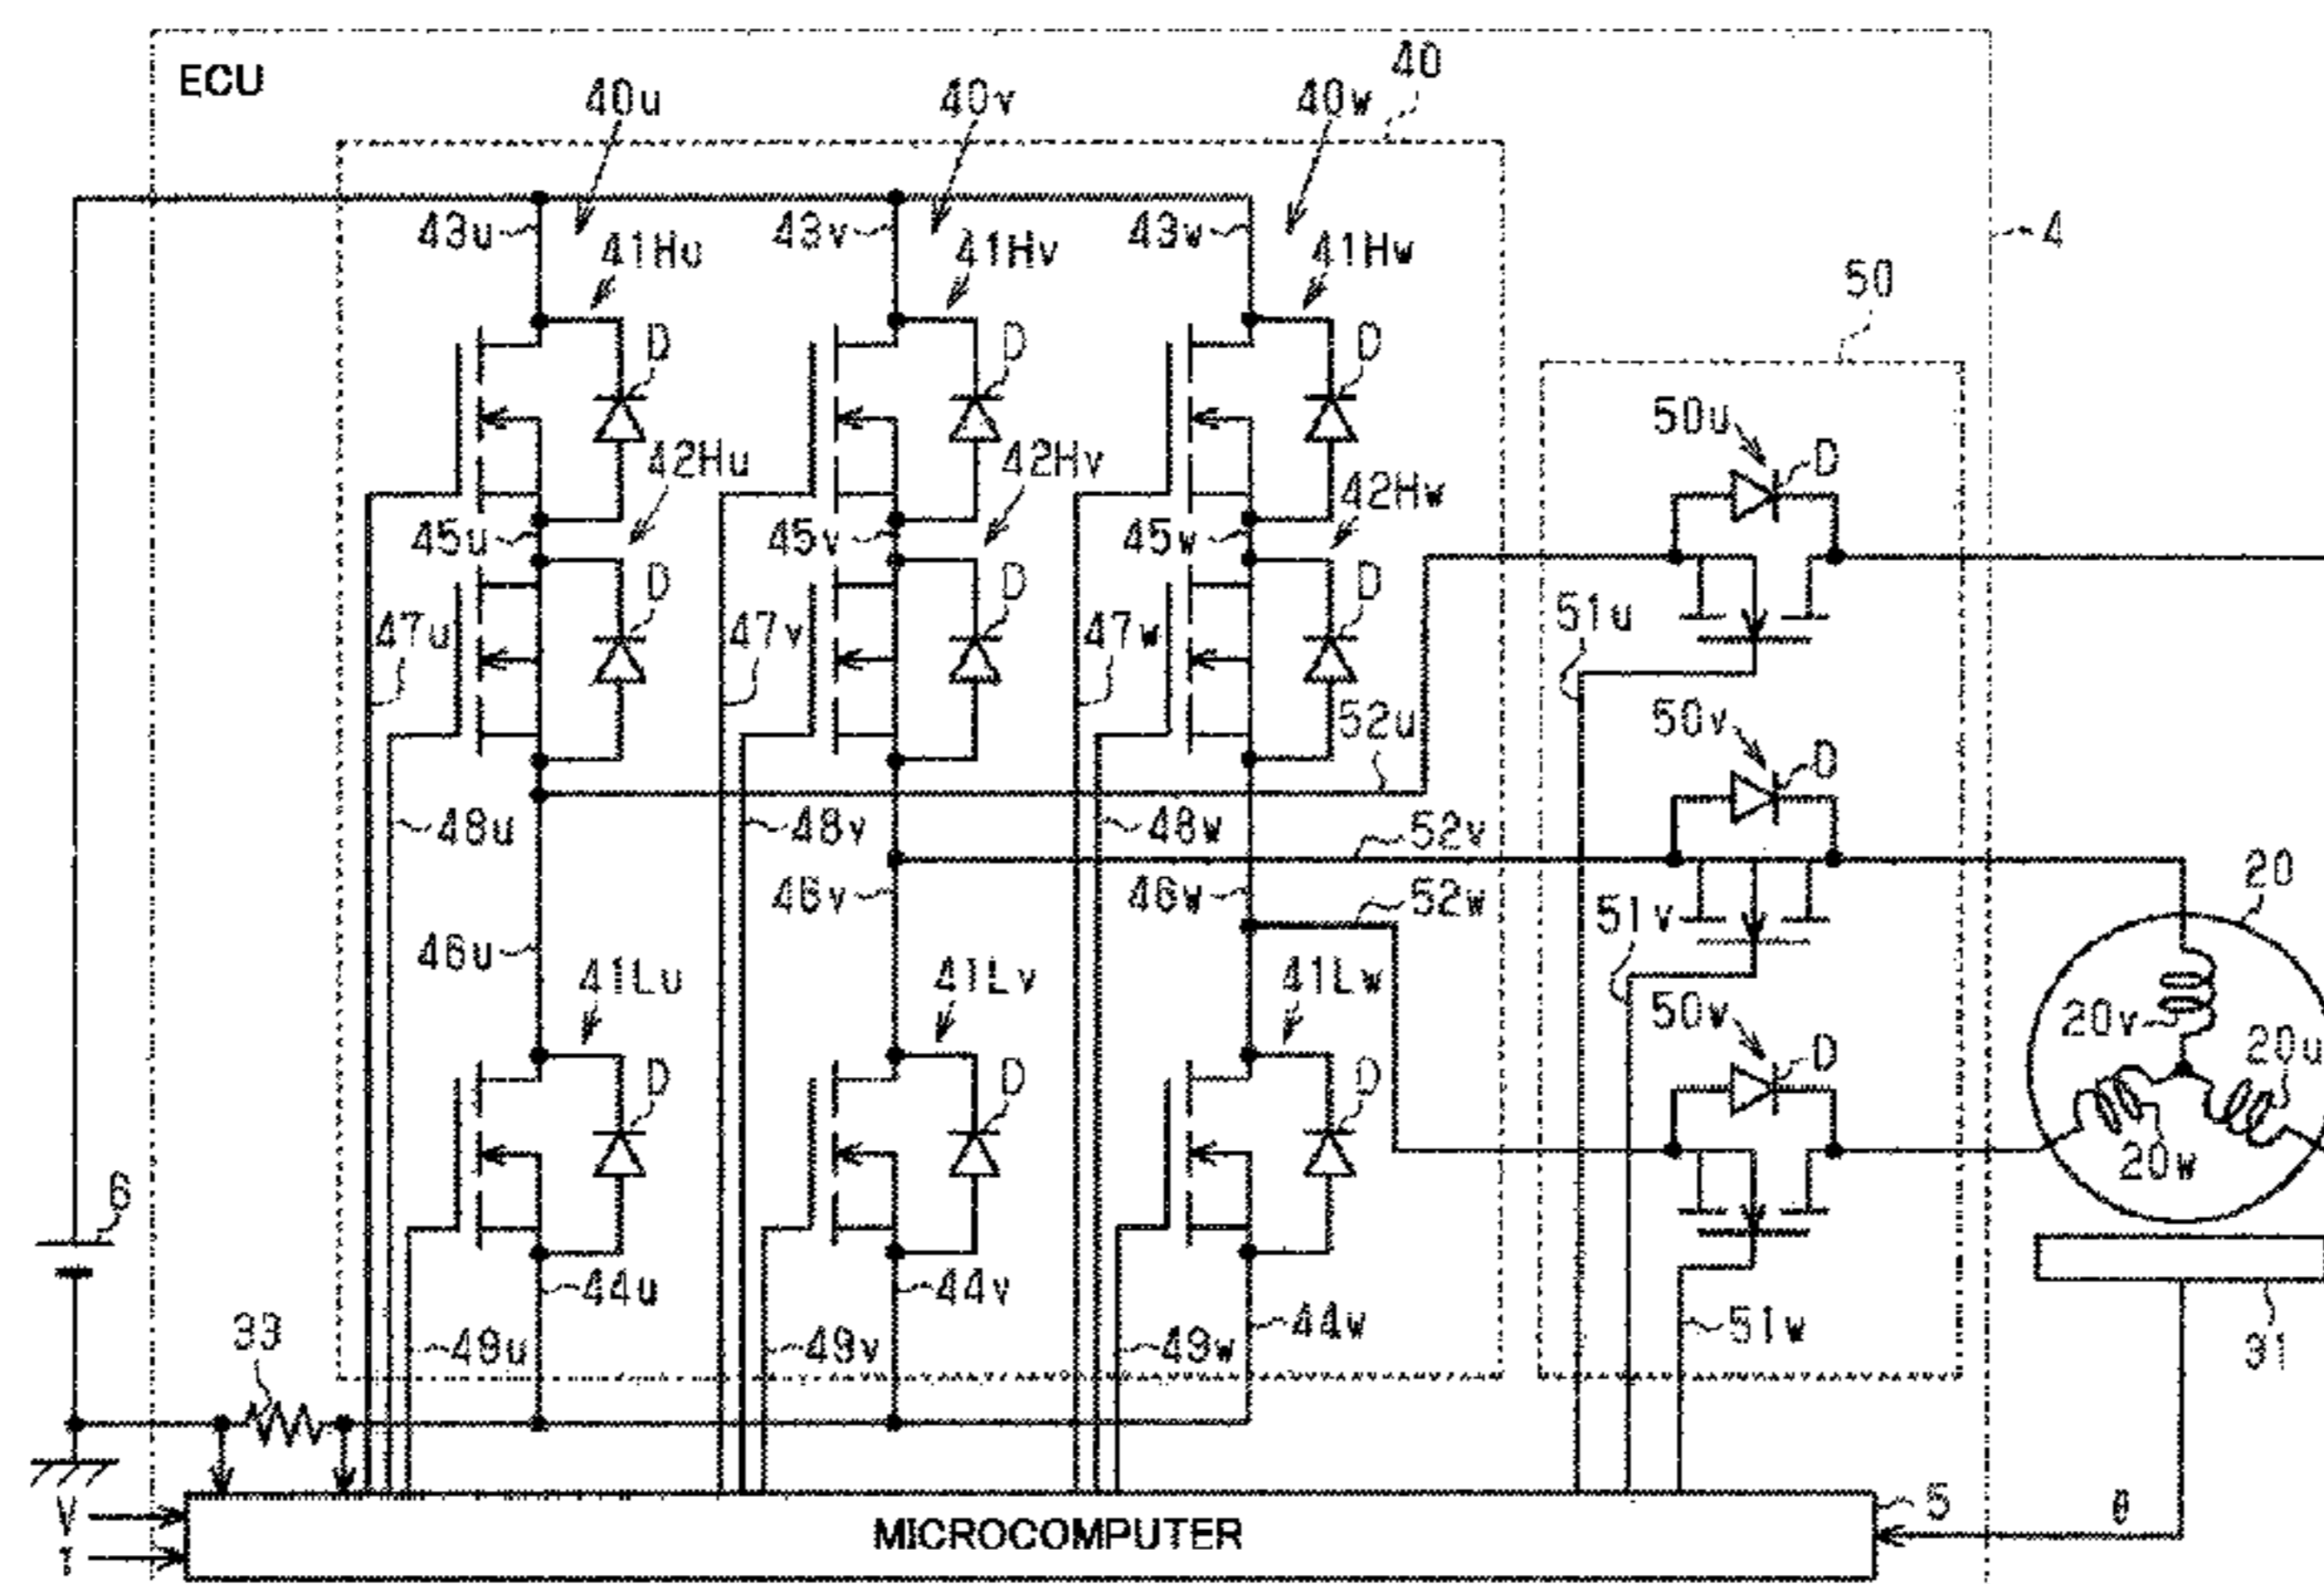 ECU
40
40u 40v 40w
43u 43v 43w
41Hu 41Hv 41Hw
4
50
D D D
50u
D
42Hu 42Hv 42Hw
45u 45v 45w
D D D
47u 47v 47w
51u
52u
50v
D
48u 48v 48w
52v
20
46v 46w 52w
51v
46u
41Lu 41Lv 41Lw
50w
D
20v
20u
D D D
20w
6
44u 44v
44w
33
49u 49v 49w
51w
31
V
T
MICROCOMPUTER
5
θ